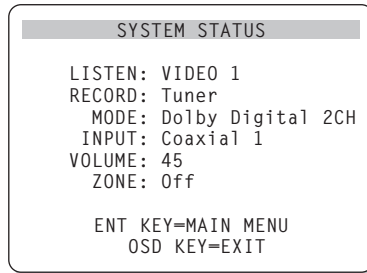 SYSTEM STATUS
LISTEN: VIDEO 1
RECORD: Tuner
MODE: Dolby Digital 2CH
INPUT: Coaxial 1
VOLUME: 45
ZONE: Off
ENT KEY=MAIN MENU
OSD KEY=EXIT